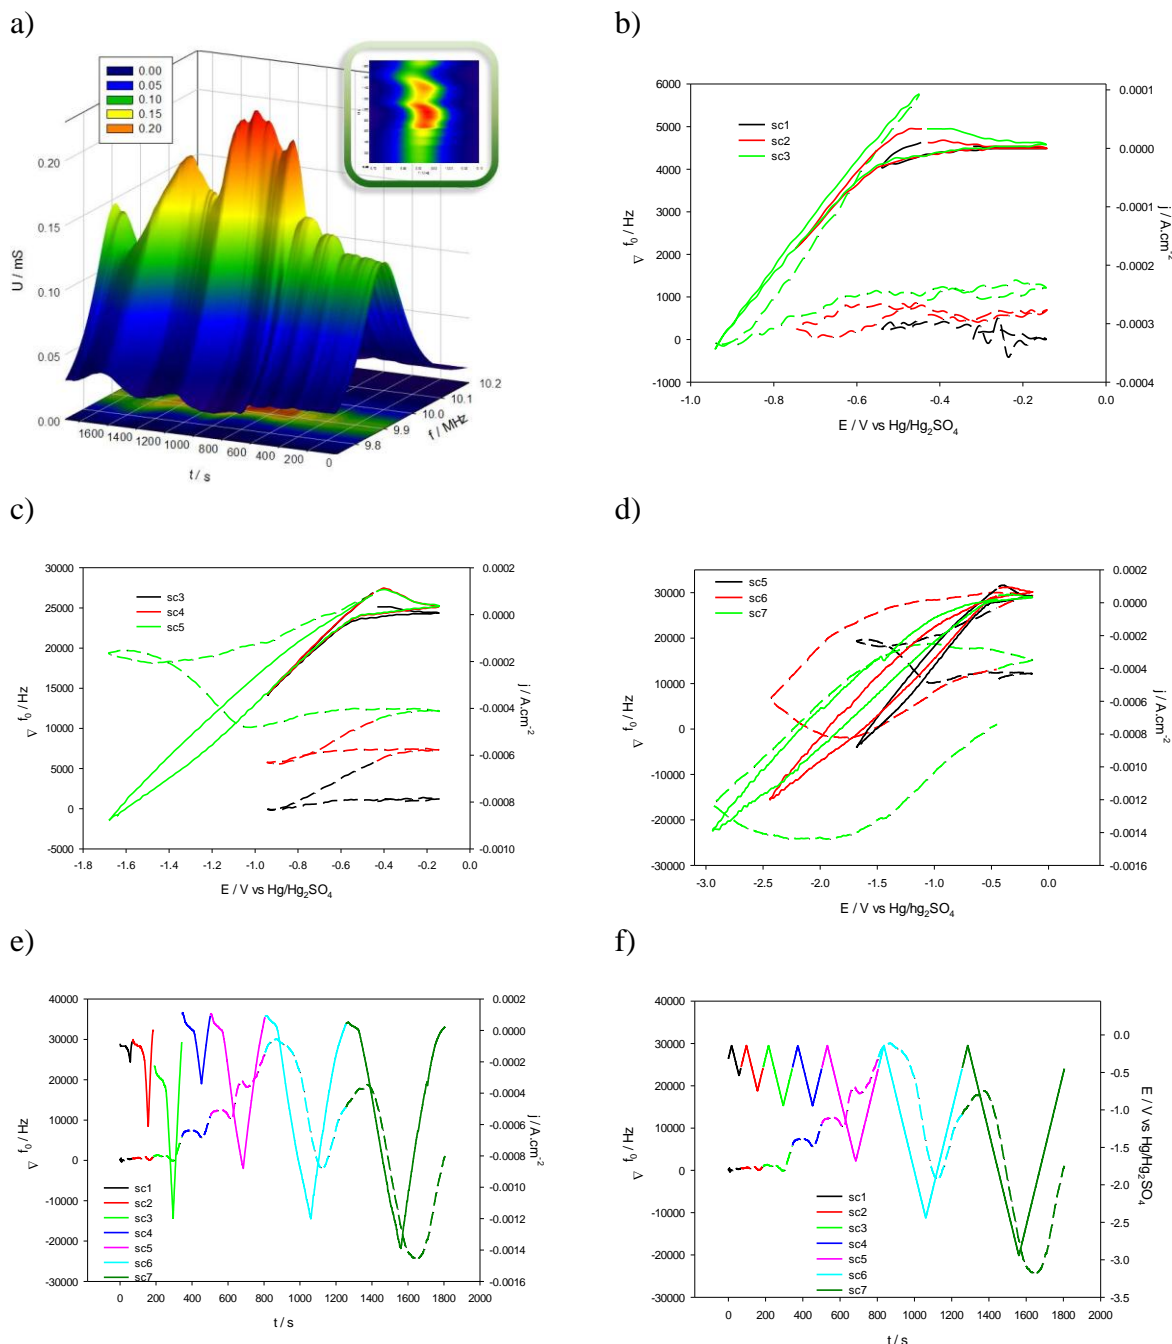 a)
0.00
0.05
0.10
0.15
0.20
0.20
0.15
0.10
0.05
0.00
U / mS
1600 1400 1200 1000 800 600 400 200 0
t / s
9.8 9.9 10.0 10.1 10.2
f / MHz
b)
sc1
sc2
sc3
6000
5000
4000
3000
2000
1000
0
-1000
∇ f₀ / Hz
0.0001
0.0000
-0.0001
-0.0002
-0.0003
-0.0004
j / A.cm⁻²
-1.0 -0.8 -0.6 -0.4 -0.2 0.0
E / V vs Hg/Hg₂SO₄
c)
sc3
sc4
sc5
30000
25000
20000
15000
10000
5000
0
-5000
∇ f₀ / Hz
0.0002
0.0000
-0.0002
-0.0004
-0.0006
-0.0008
-0.0010
j / A.cm⁻²
-1.8 -1.6 -1.4 -1.2 -1.0 -0.8 -0.6 -0.4 -0.2 0.0
E / V vs Hg/Hg₂SO₄
d)
sc5
sc6
sc7
30000
20000
10000
0
-10000
-20000
-30000
∇ f₀ / Hz
0.0002
0.0000
-0.0002
-0.0004
-0.0006
-0.0008
-0.0010
-0.0012
-0.0014
-0.0016
j / A.cm⁻²
-3.0 -2.5 -2.0 -1.5 -1.0 -0.5 0.0
E / V vs Hg/hg₂SO₄
e)
40000
30000
20000
10000
0
-10000
-20000
-30000
∇ f₀ / Hz
sc1
sc2
sc3
sc4
sc5
sc6
sc7
0.0002
0.0000
-0.0002
-0.0004
-0.0006
-0.0008
-0.0010
-0.0012
-0.0014
-0.0016
j / A.cm⁻²
0 200 400 600 800 1000 1200 1400 1600 1800 2000
t / s
f)
40000
30000
20000
10000
0
-10000
-20000
-30000
∇ f₀ / Hz
sc1
sc2
sc3
sc4
sc5
sc6
sc7
0.0
-0.5
-1.0
-1.5
-2.0
-2.5
-3.0
-3.5
E / V vs Hg/Hg₂SO₄
0 200 400 600 800 1000 1200 1400 1600 1800 2000
t / s